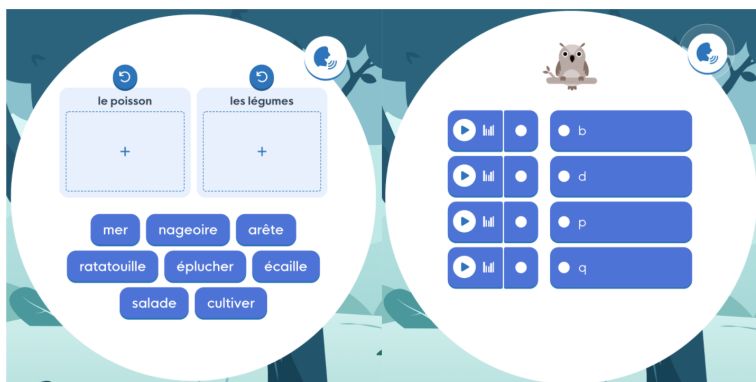 le poisson les légumes
+ +
mer nageoire arête
ratatouille éplucher écaille
salade cultiver
b
d
p
q